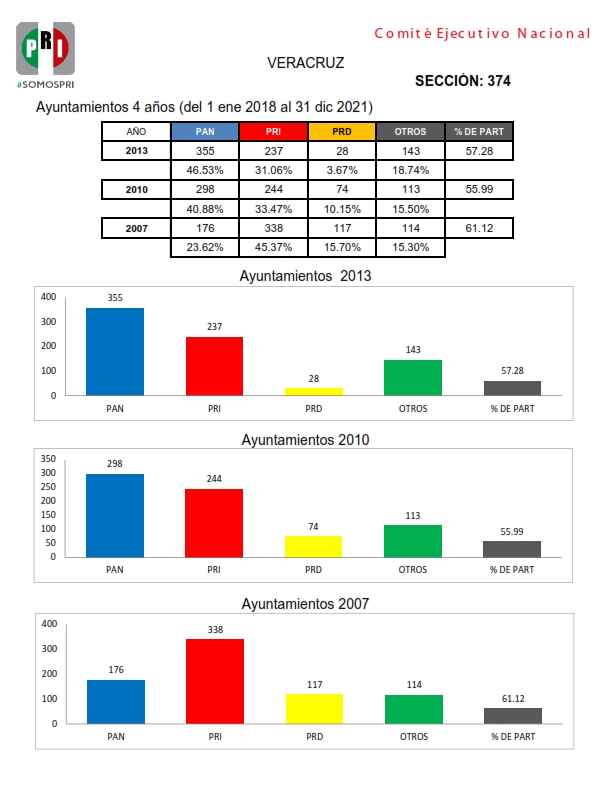 Comité Ejecutivo Nacional
PRI
#SOMOSPRI
VERACRUZ
SECCIÓN: 374
Ayuntamientos 4 años (del 1 ene 2018 al 31 dic 2021)
AÑO PAN PRI PRD OTROS % DE PART
2013 355 237 28 143 57.28
46.53% 31.06% 3.67% 18.74%
2010 298 244 74 113 55.99
40.88% 33.47% 10.15% 15.50%
2007 176 338 117 114 61.12
23.62% 45.37% 15.70% 15.30%
Ayuntamientos 2013
400
300
200
100
0
355
237
28
143
57.28
PAN PRI PRD OTROS % DE PART
Ayuntamientos 2010
350
300
250
200
150
100
50
0
298
244
74
113
55.99
PAN PRI PRD OTROS % DE PART
Ayuntamientos 2007
400
300
200
100
0
176
338
117
114
61.12
PAN PRI PRD OTROS % DE PART